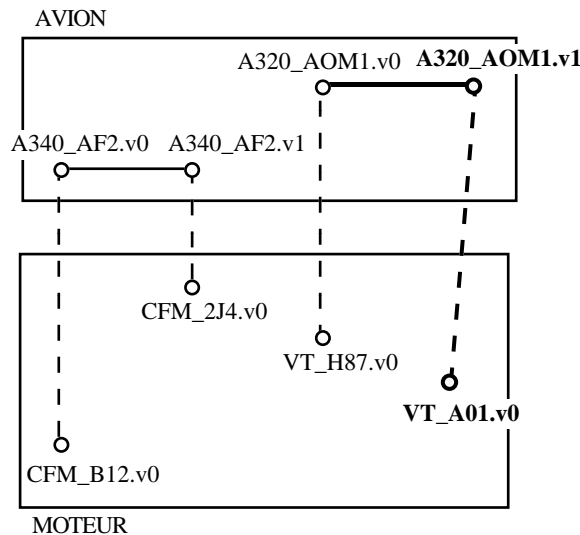 AVION
A320_AOM1.v0 A320_AOM1.v1
A340_AF2.v0 A340_AF2.v1
CFM_2J4.v0
VT_H87.v0
VT_A01.v0
CFM_B12.v0
MOTEUR